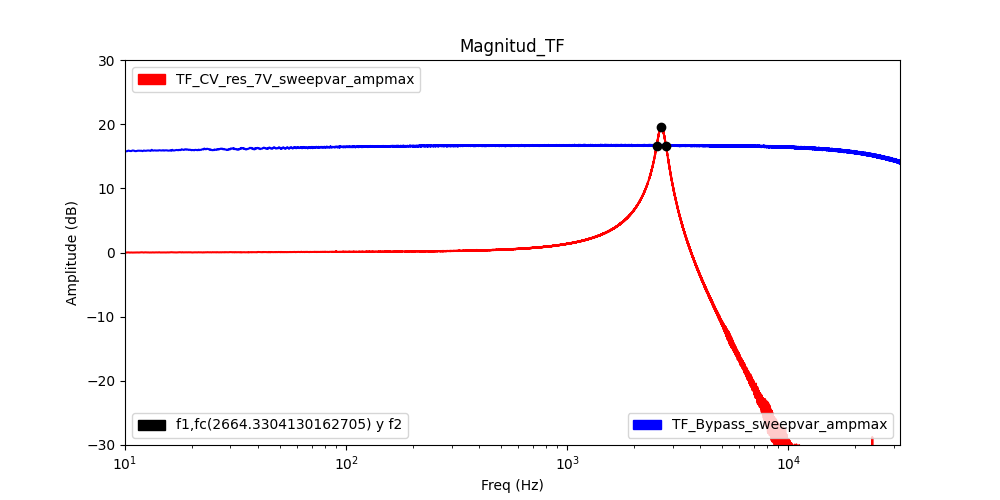 Magnitud_TF
30
20
10
0
−10
−20
−30
Amplitude (dB)
TF_CV_res_7V_sweepvar_ampmax
f1,fc(2664.3304130162705) y f2
TF_Bypass_sweepvar_ampmax
10¹ 10² 10³ 10⁴
Freq (Hz)